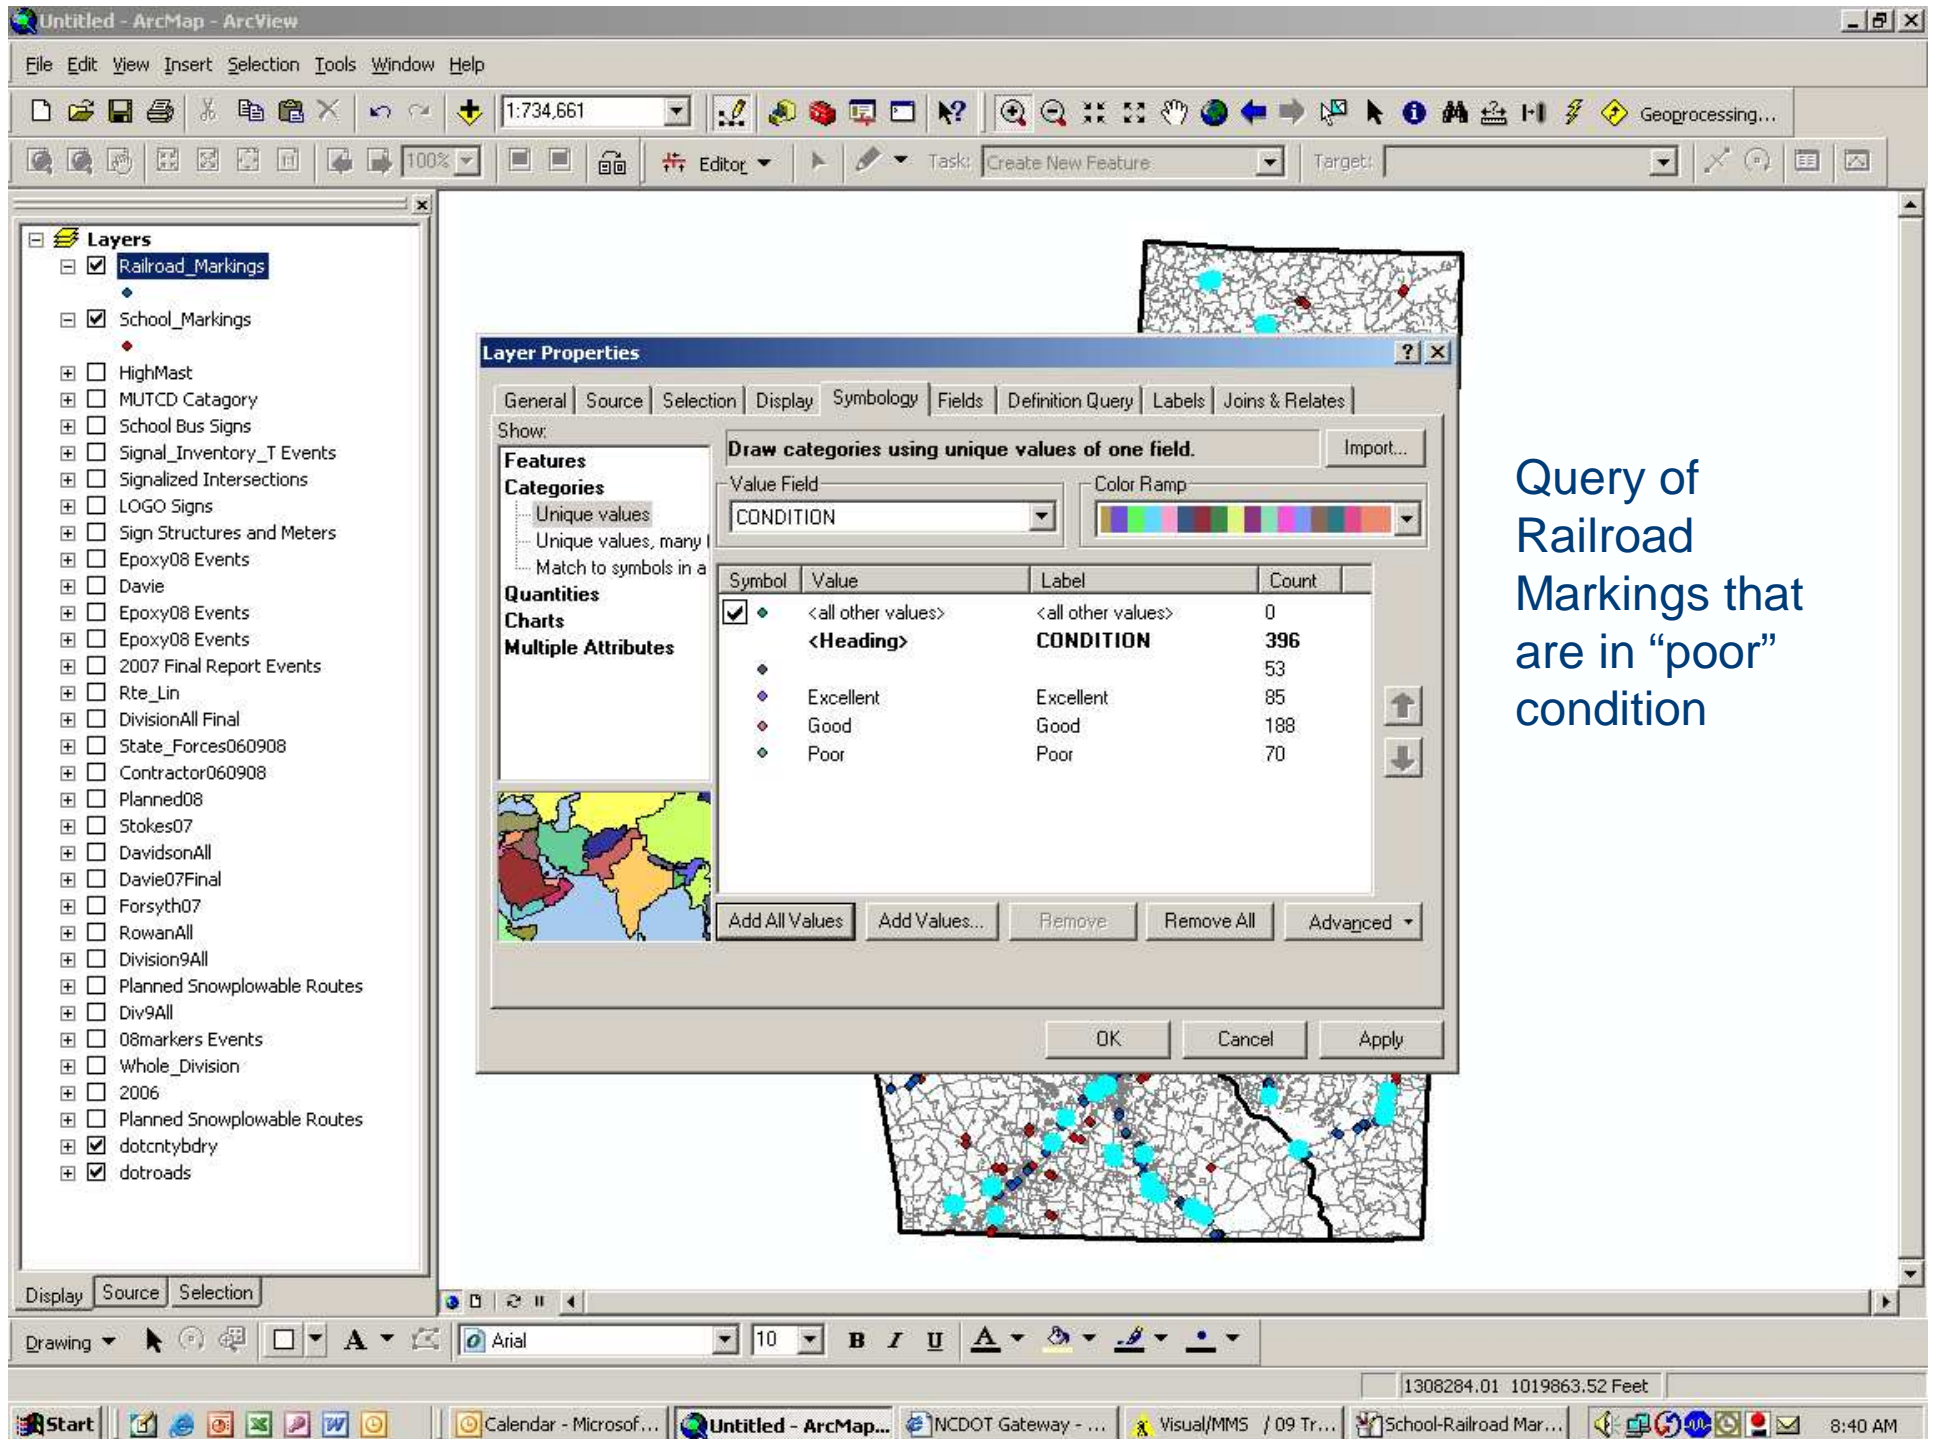 Untitled - ArcMap - ArcView
File Edit View Insert Selection Tools Window Help
1:734,661
Geoprocessing...
100%
Editor
Task:
Create New Feature
Target:
Layers
Railroad_Markings
School_Markings
HighMast
MUTCD Catagory
School Bus Signs
Signal_Inventory_T Events
Signalized Intersections
LOGO Signs
Sign Structures and Meters
Epoxy08 Events
Davie
Epoxy08 Events
Epoxy08 Events
2007 Final Report Events
Rte_Lin
DivisionAll Final
State_Forces060908
Contractor060908
Planned08
Stokes07
DavidsonAll
Davie07Final
Forsyth07
RowanAll
Division9All
Planned Snowplowable Routes
Div9All
08markers Events
Whole_Division
2006
Planned Snowplowable Routes
dotcntybdry
dotroads
Display Source Selection
Layer Properties
General Source Selection Display Symbology Fields Definition Query Labels Joins & Relates
Show:
Features
Categories
Unique values
Unique values, many
Match to symbols in a
Quantities
Charts
Multiple Attributes
Draw categories using unique values of one field.
Import...
Value Field
CONDITION
Color Ramp
Symbol Value Label Count
<all other values> <all other values> 0
<Heading> CONDITION 396
53
Excellent Excellent 85
Good Good 188
Poor Poor 70
Add All Values Add Values... Remove Remove All Advanced
OK Cancel Apply
Query of
Railroad
Markings that
are in “poor”
condition
Drawing A Arial 10 B I U A
1308284.01 1019863.52 Feet
Start Calendar - Microsof... Untitled - ArcMap... NCDOT Gateway - ... Visual/MMS / 09 Tr... School-Railroad Mar... 8:40 AM